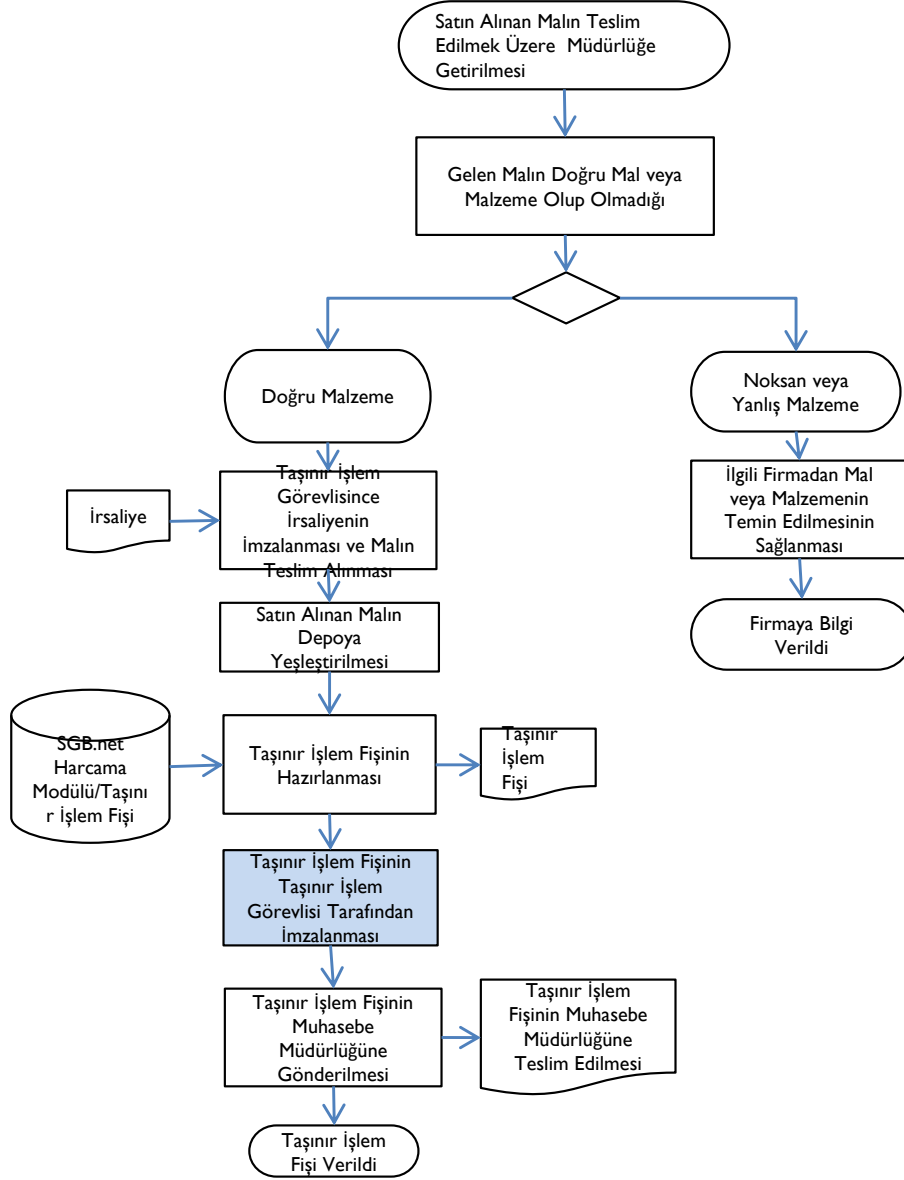 Satın Alınan Malın Teslim
Edilmek Üzere Müdürlüğe
Getirilmesi
Gelen Malın Doğru Mal veya
Malzeme Olup Olmadığı
Doğru Malzeme
Noksan veya
Yanlış Malzeme
Taşınır İşlem
Görevlisince
İrsaliyenin
İmzalanması ve Malın
Teslim Alınması
İrsaliye
İlgili Firmadan Mal
veya Malzemenin
Temin Edilmesinin
Sağlanması
Satın Alınan Malın
Depoya
Yeşleştirilmesi
Firmaya Bilgi
Verildi
SGB.net
Harcama
Modülü/Taşını
r İşlem Fişi
Taşınır İşlem Fişinin
Hazırlanması
Taşınır
İşlem
Fişi
Taşınır İşlem Fişinin
Taşınır İşlem
Görevlisi Tarafından
İmzalanması
Taşınır İşlem Fişinin
Muhasebe
Müdürlüğüne
Gönderilmesi
Taşınır İşlem
Fişinin Muhasebe
Müdürlüğüne
Teslim Edilmesi
Taşınır İşlem
Fişi Verildi